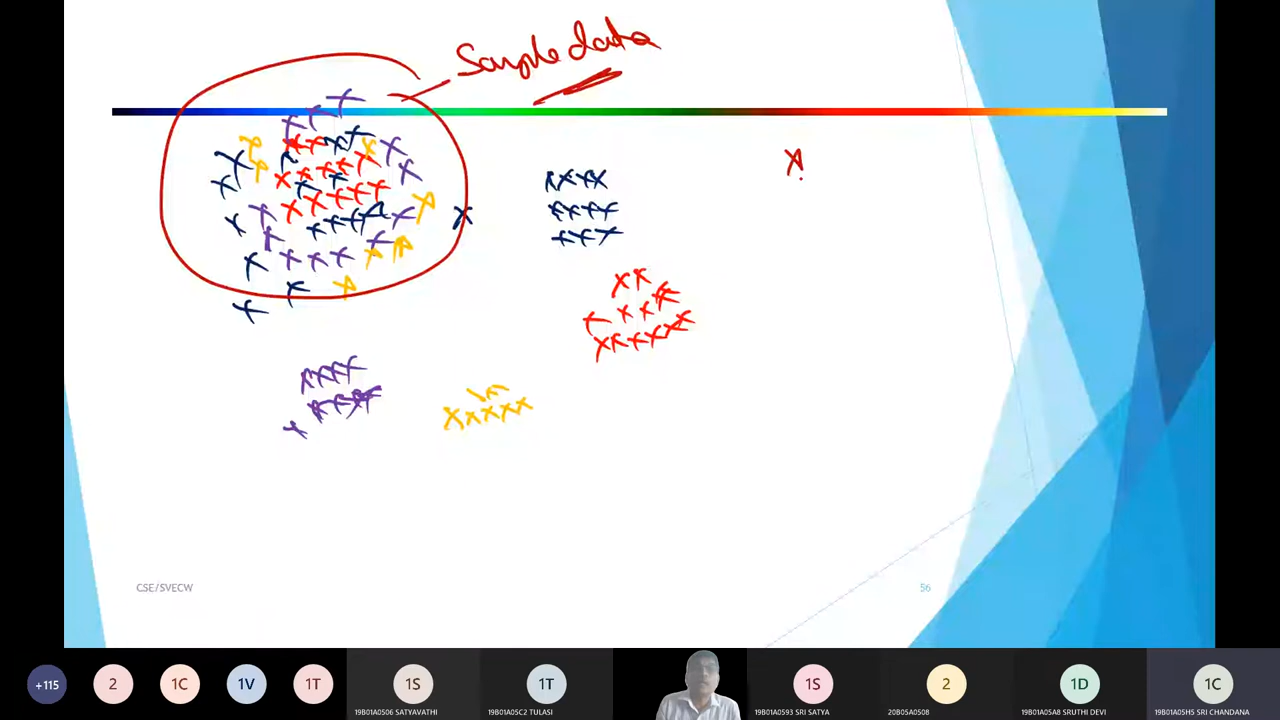 Sample data
CSE/SVECW
56
+115
2
1C
1V
1T
1S
1T
1S
2
1D
1C
19B01A0506 SATYAVATHI
19B01A05C2 TULASI
19B01A0593 SRI SATYA
20B05A0508
19B01A05A8 SRUTHI DEVI
19B01A05H5 SRI CHANDANA